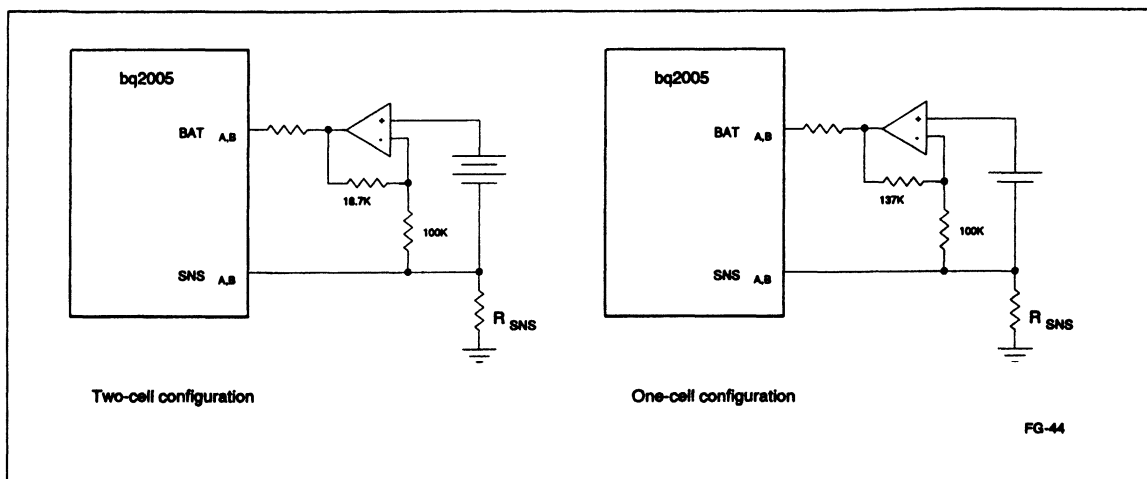 bq2005
BAT A,B
+
-
18.7K
100K
SNS A,B
R SNS
Two-cell configuration
bq2005
BAT A,B
+
-
137K
100K
SNS A,B
R SNS
One-cell configuration
FG-44